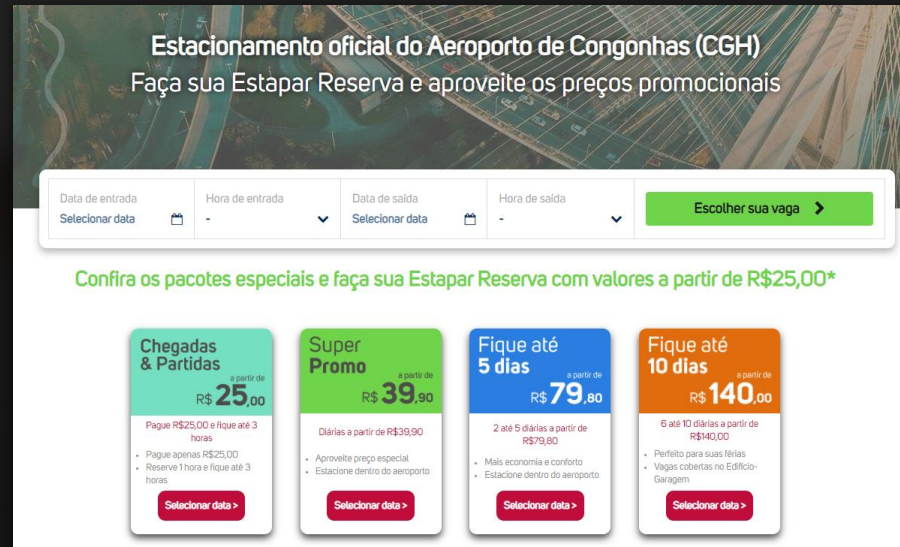 Estacionamento oficial do Aeroporto de Congonhas (CGH)
Faça sua Estapar Reserva e aproveite os preços promocionais
Data de entrada
Selecionar data
Hora de entrada
-
Data de saída
Selecionar data
Hora de saída
-
Escolher sua vaga
Confira os pacotes especiais e faça sua Estapar Reserva com valores a partir de R$25,00*
Chegadas
& Partidas
a partir de
R$ 25,00
Pague R$25,00 e fique até 3
horas
• Pague apenas R$25,00
• Reserve 1 hora e fique até 3
horas
Selecionar data >
Super
Promo
a partir de
R$ 39,90
Diárias a partir de R$39,90
• Aproveite preço especial
• Estacione dentro do aeroporto
Selecionar data >
Fique até
5 dias
a partir de
R$ 79,80
2 até 5 diárias a partir de
R$79,80
• Mais economia e conforto
• Estacione dentro do aeroporto
Selecionar data >
Fique até
10 dias
a partir de
R$ 140,00
6 até 10 diárias a partir de
R$140,00
• Perfeito para suas férias
• Vagas cobertas no Edifício-
Garagem
Selecionar data >